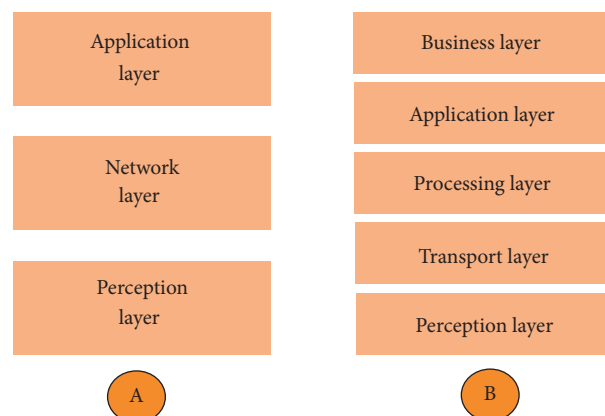 Application
layer
Network
layer
Perception
layer
A
Business layer
Application layer
Processing layer
Transport layer
Perception layer
B